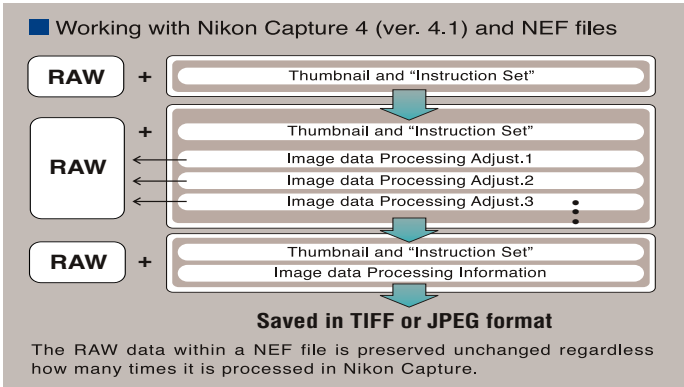 Working with Nikon Capture 4 (ver. 4.1) and NEF files
RAW + Thumbnail and “Instruction Set”
+ Thumbnail and “Instruction Set”
RAW
Image data Processing Adjust.1
Image data Processing Adjust.2
Image data Processing Adjust.3
RAW + Thumbnail and “Instruction Set”
Image data Processing Information
Saved in TIFF or JPEG format
The RAW data within a NEF file is preserved unchanged regardless
how many times it is processed in Nikon Capture.